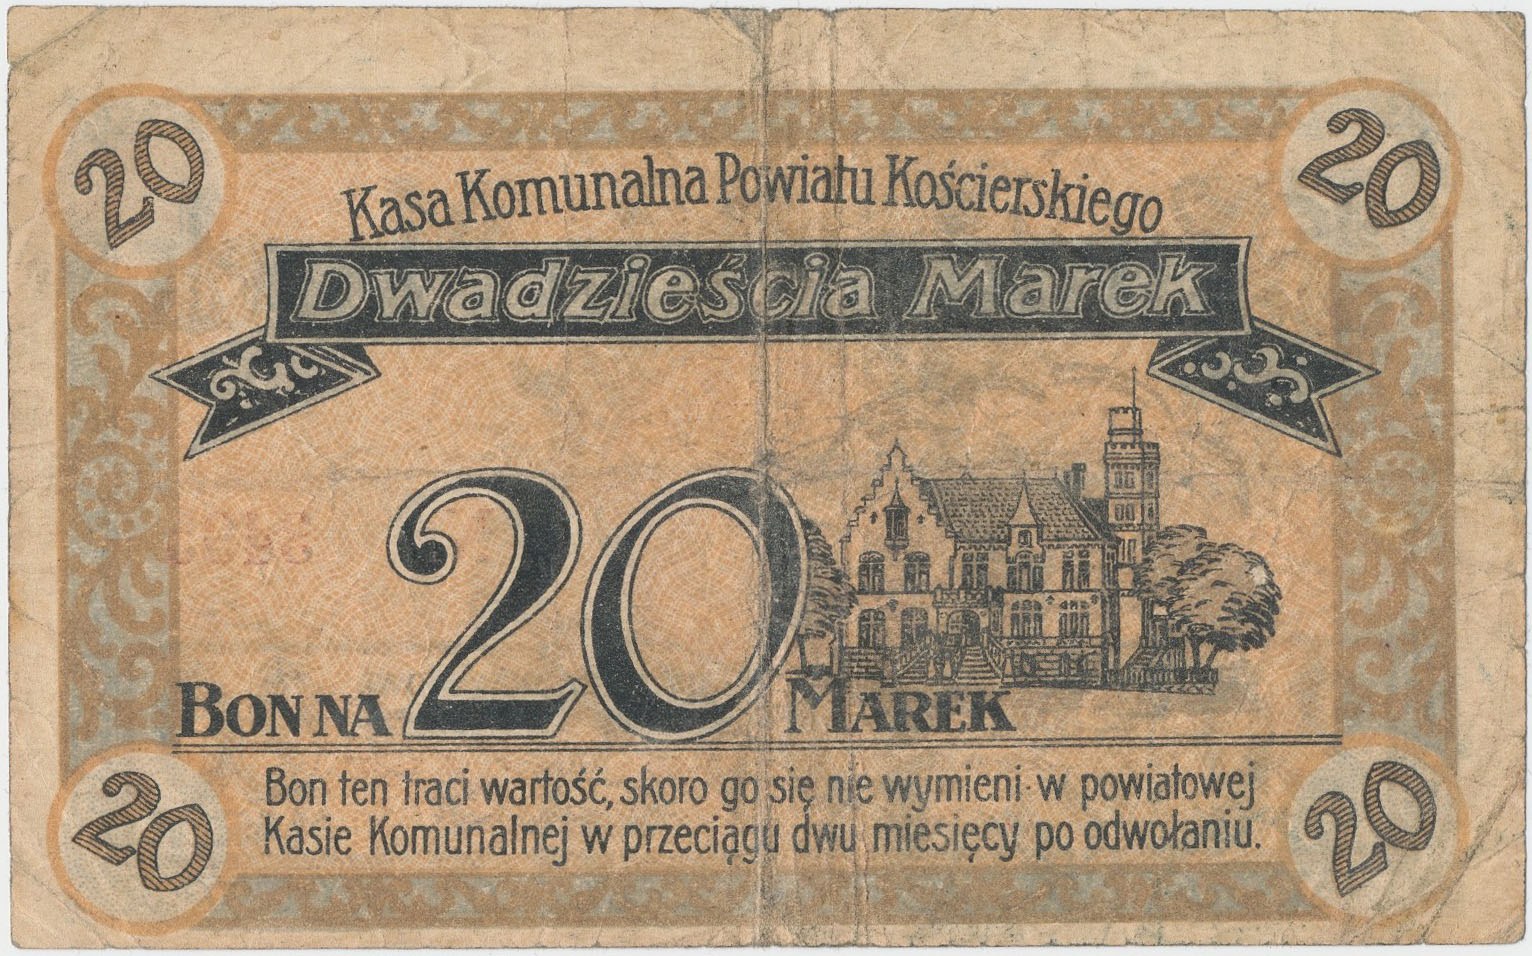 20 20
Kasa Komunalna Powiatu Kościerskiego
Dwadzieścia Marek
BON NA 20 MAREK
Bon ten traci wartość, skoro go się nie wymieni w powiatowej
Kasie Komunalnej w przeciągu dwu miesięcy po odwołaniu.
20 20